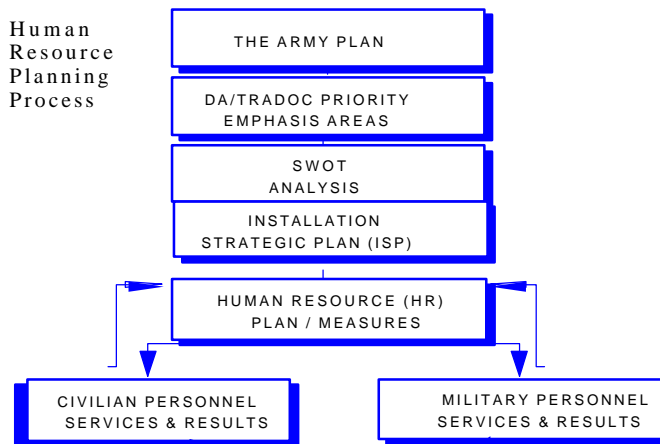 Human
Resource
Planning
Process
THE ARMY PLAN
DA/TRADOC PRIORITY
EMPHASIS AREAS
SWOT
ANALYSIS
INSTALLATION
STRATEGIC PLAN (ISP)
HUMAN RESOURCE (HR)
PLAN / MEASURES
CIVILIAN PERSONNEL
SERVICES & RESULTS
MILITARY PERSONNEL
SERVICES & RESULTS